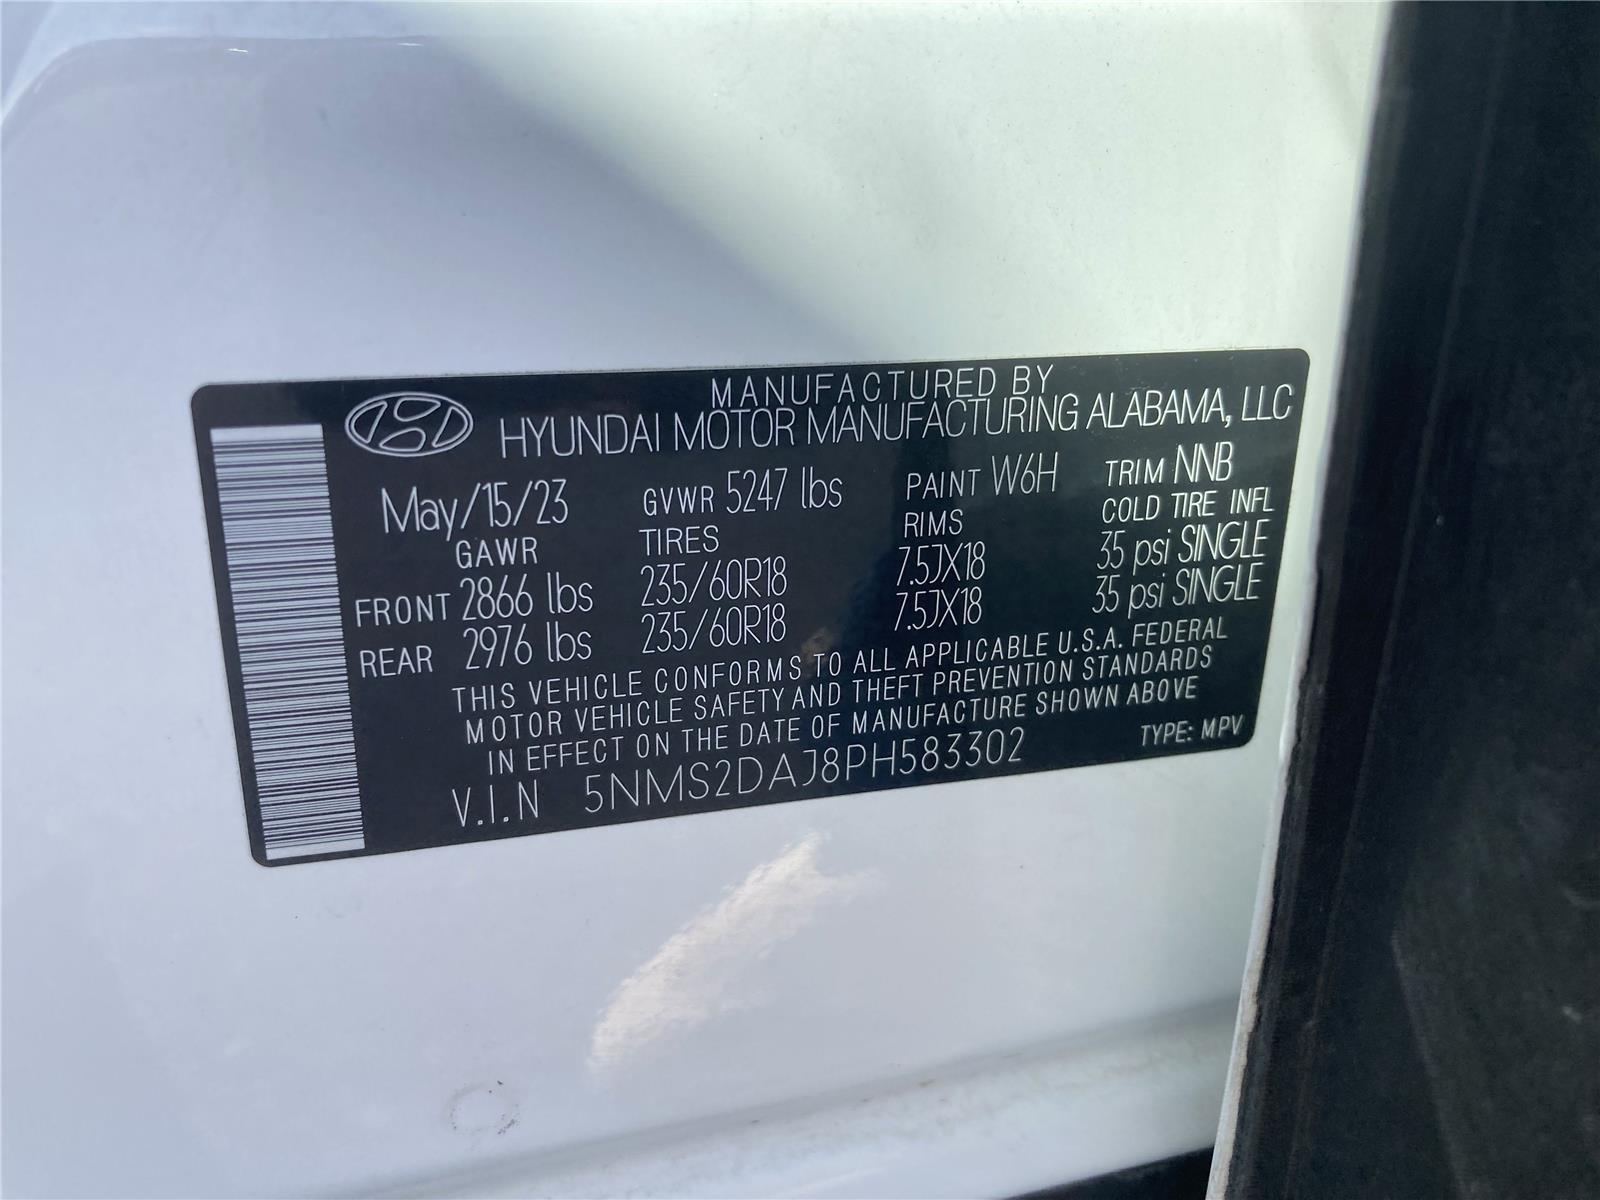 MANUFACTURED BY
HYUNDAI MOTOR MANUFACTURING ALABAMA, LLC
May/15/23 GVWR 5247 lbs PAINT W6H TRIM NNB
GAWR TIRES RIMS COLD TIRE INFL
FRONT 2866 lbs 235/60R18 7.5JX18 35 psi SINGLE
REAR 2976 lbs 235/60R18 7.5JX18 35 psi SINGLE
THIS VEHICLE CONFORMS TO ALL APPLICABLE U.S.A. FEDERAL
MOTOR VEHICLE SAFETY AND THEFT PREVENTION STANDARDS
IN EFFECT ON THE DATE OF MANUFACTURE SHOWN ABOVE
V.I.N 5NMS2DAJ8PH583302 TYPE: MPV